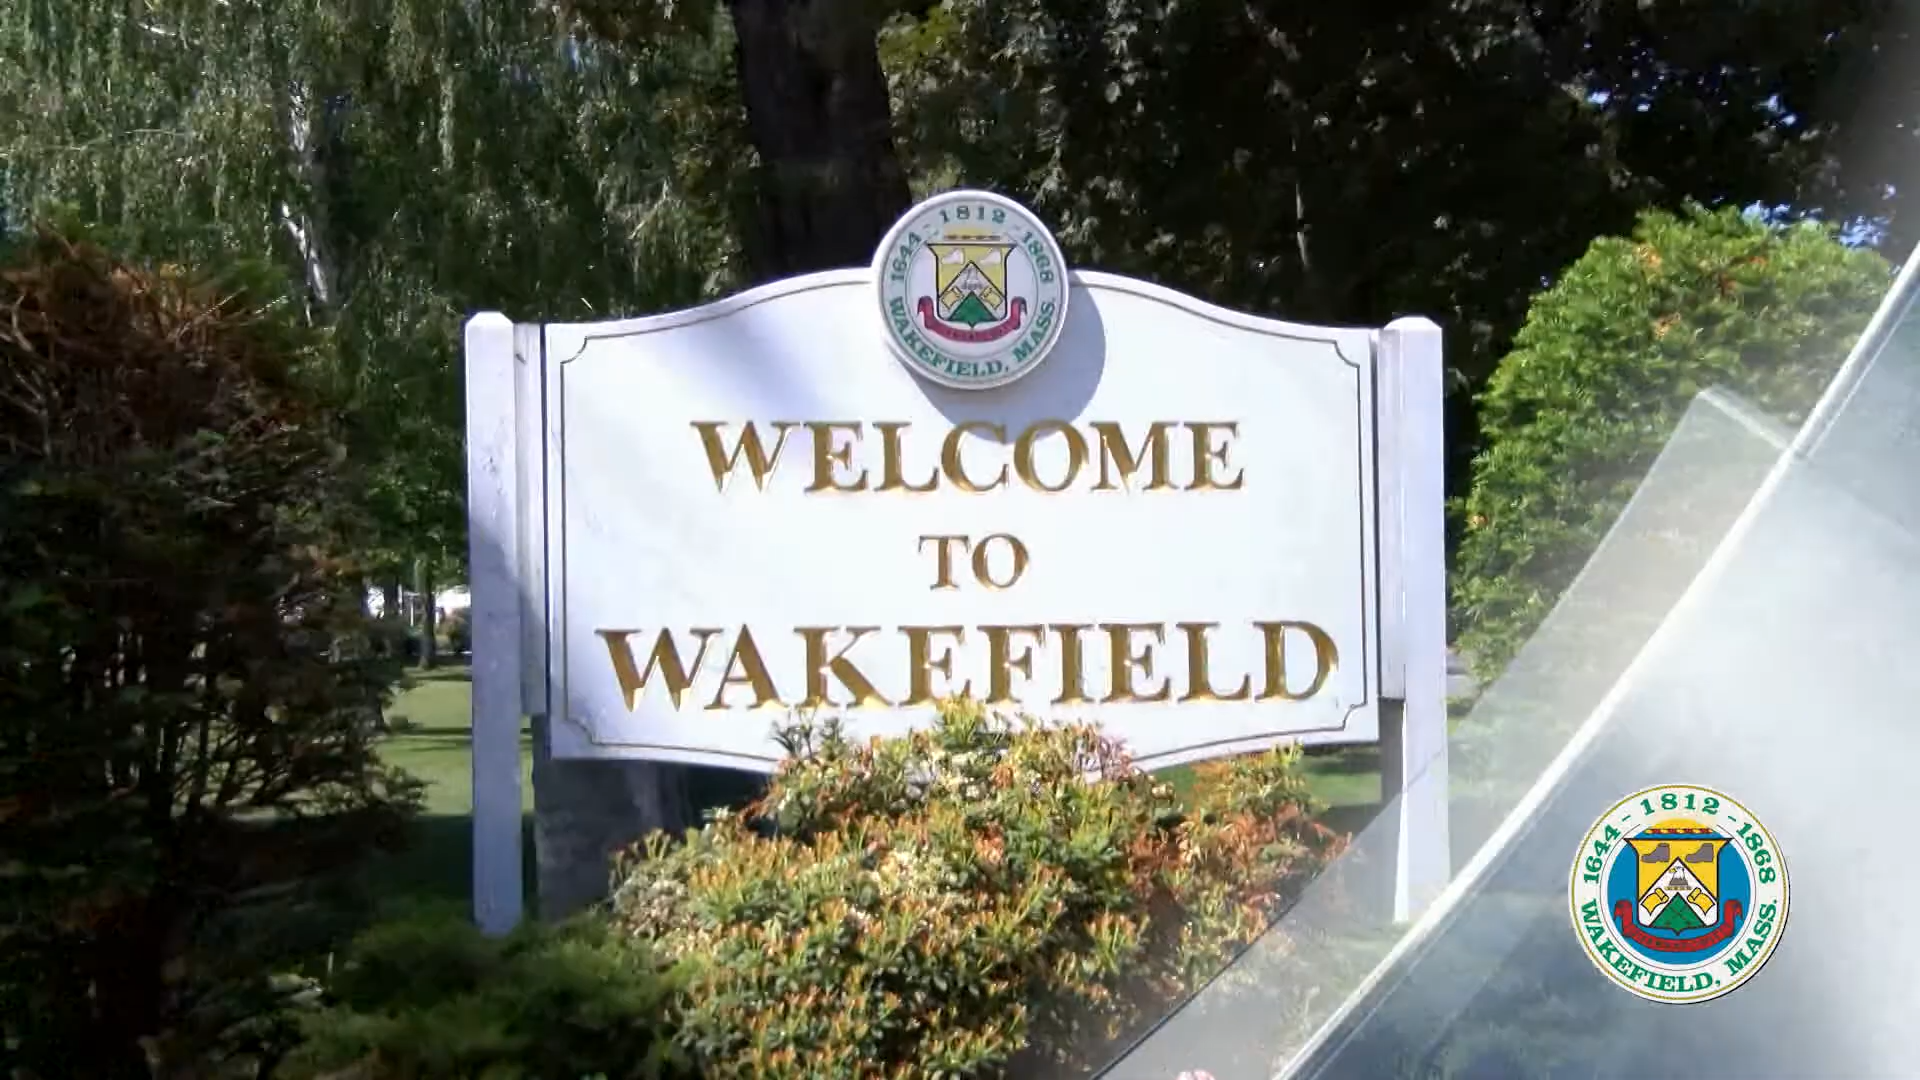 1644 - 1812 - 1868
WAKEFIELD, MASS.
WELCOME
TO
WAKEFIELD
1644 - 1812 - 1868
WAKEFIELD, MASS.